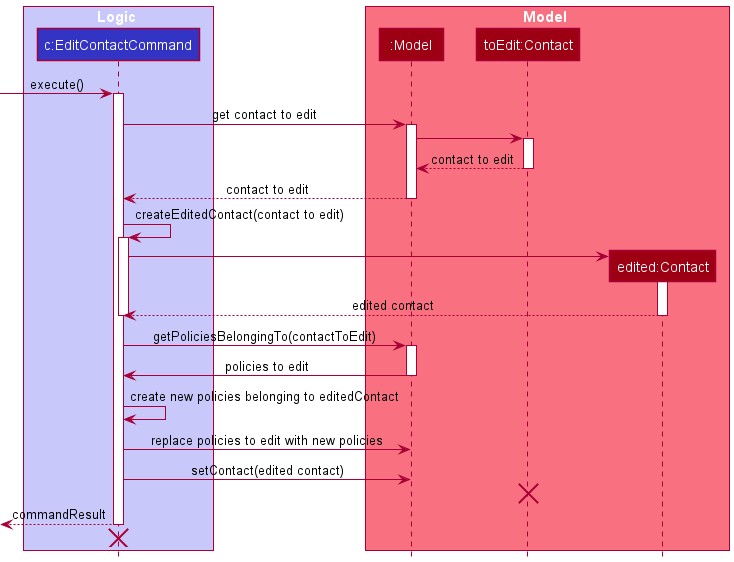 Logic
Model
c:EditContactCommand
:Model
toEdit:Contact
execute()
get contact to edit
contact to edit
contact to edit
createEditedContact(contact to edit)
edited:Contact
edited contact
getPoliciesBelongingTo(contactToEdit)
policies to edit
create new policies belonging to editedContact
replace policies to edit with new policies
setContact(edited contact)
commandResult